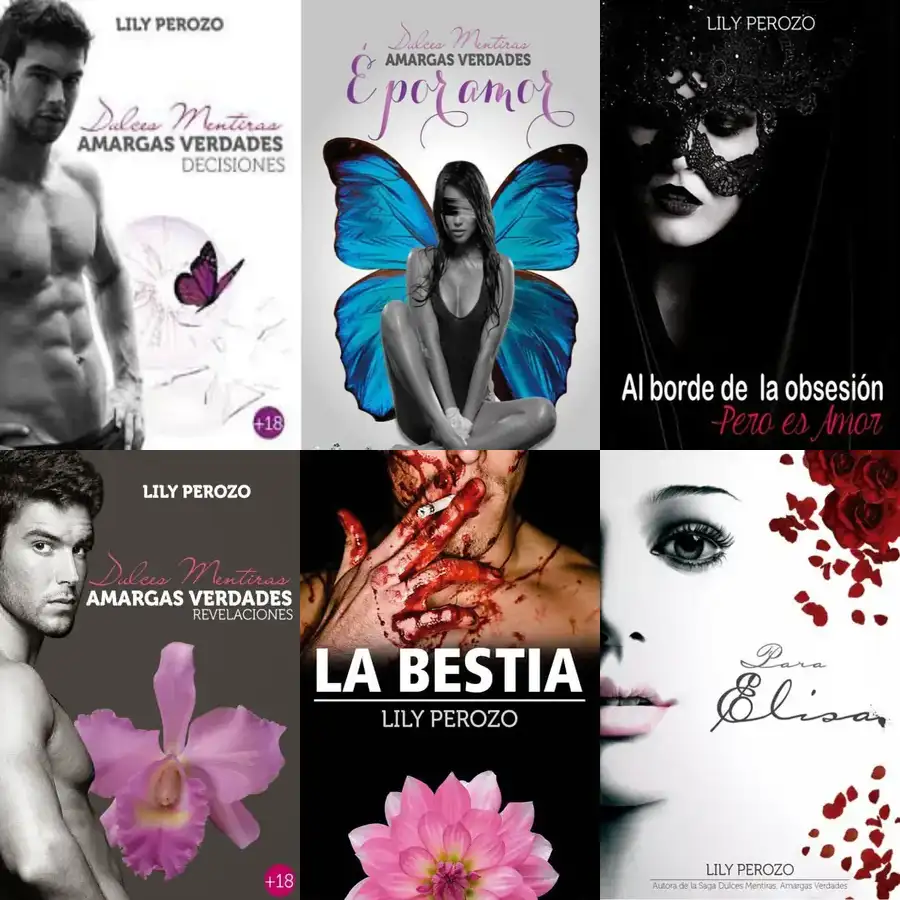 LILY PEROZO
Dulces Mentiras
AMARGAS VERDADES
DECISIONES
+18
Dulces Mentiras
AMARGAS VERDADES
É por amor
LILY PEROZO
Al borde de la obsesión
Pero es Amor
LILY PEROZO
Dulces Mentiras
AMARGAS VERDADES
REVELACIONES
+18
LA BESTIA
LILY PEROZO
Para
Elisa
LILY PEROZO
Autora de la Saga Dulces Mentiras, Amargas Verdades